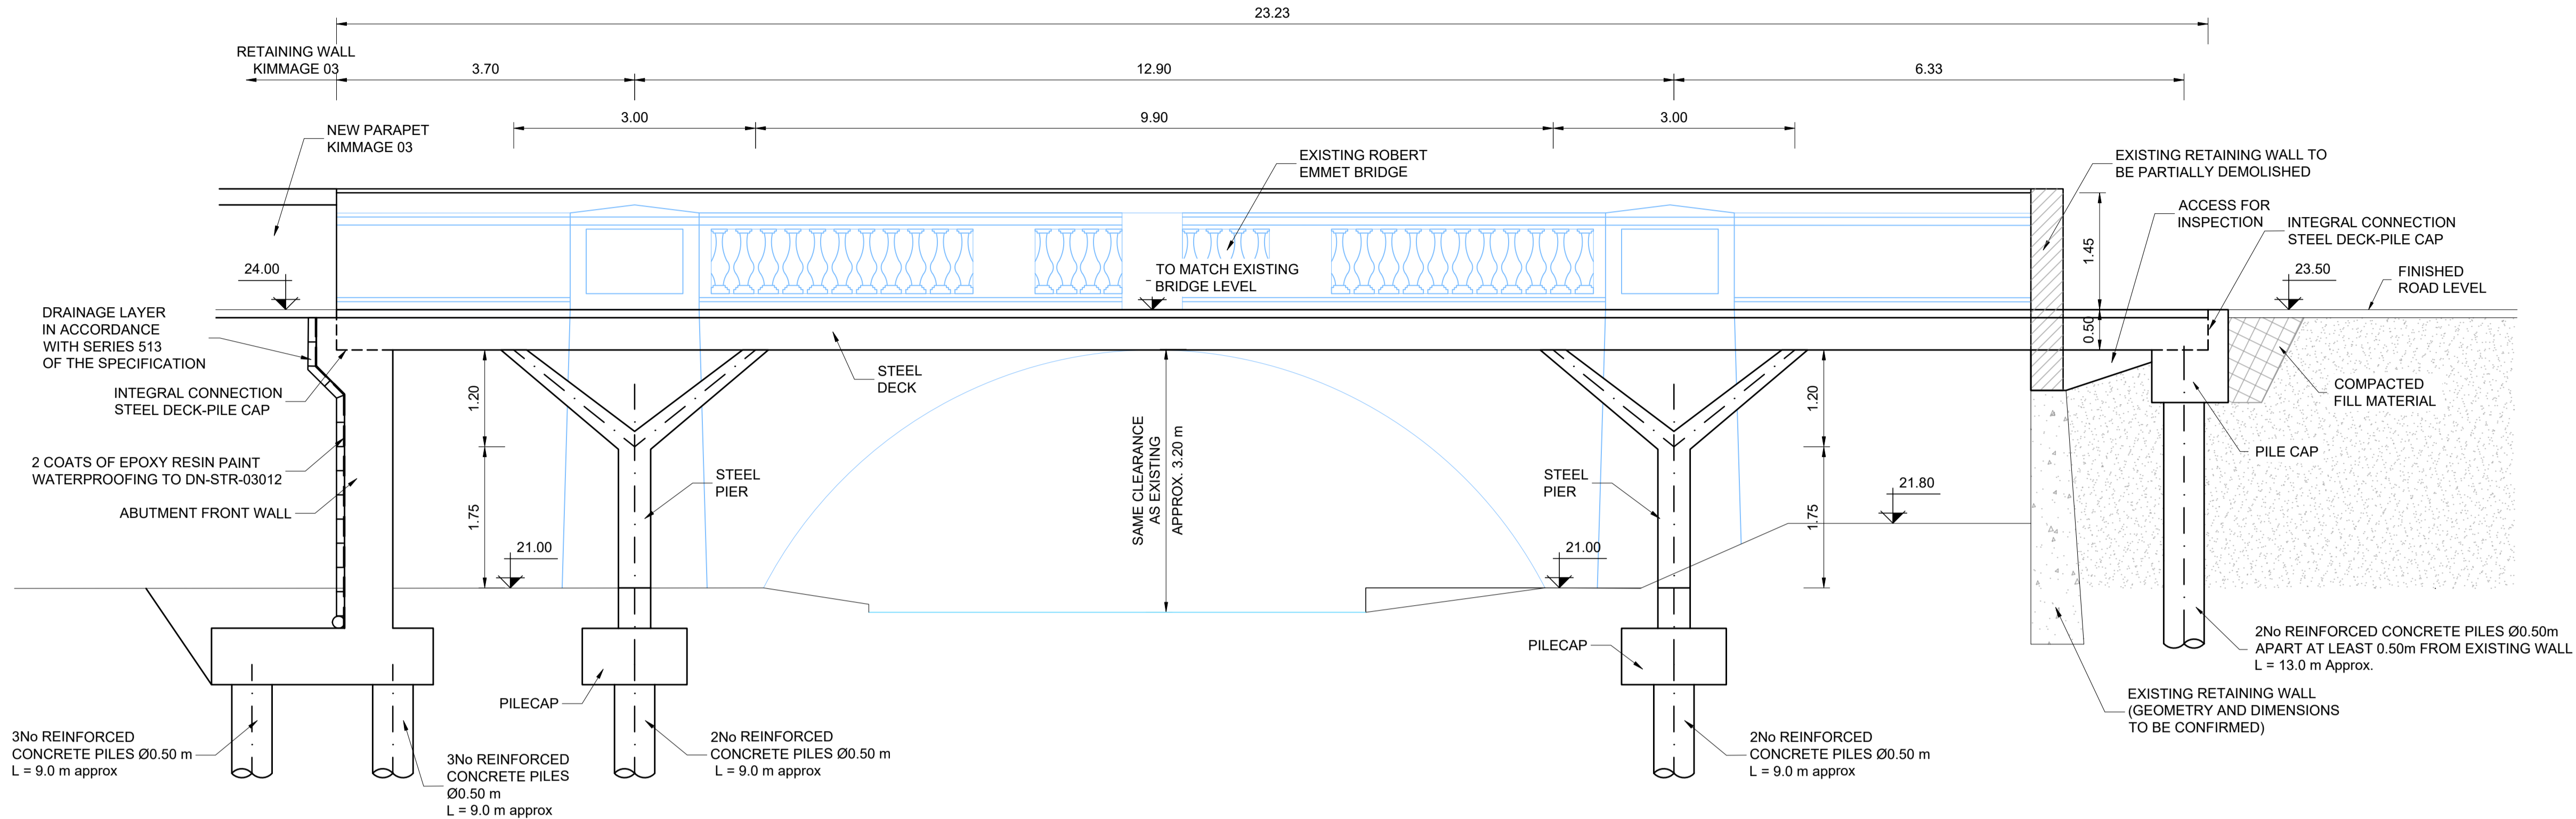 23.23
RETAINING WALL
KIMMAGE 03
3.70
12.90
6.33
3.00
9.90
3.00
NEW PARAPET
KIMMAGE 03
EXISTING ROBERT
EMMET BRIDGE
EXISTING RETAINING WALL TO
BE PARTIALLY DEMOLISHED
ACCESS FOR
INSPECTION
INTEGRAL CONNECTION
STEEL DECK-PILE CAP
1.45
24.00
TO MATCH EXISTING
BRIDGE LEVEL
23.50
FINISHED
ROAD LEVEL
DRAINAGE LAYER
IN ACCORDANCE
WITH SERIES 513
OF THE SPECIFICATION
0.50
INTEGRAL CONNECTION
STEEL DECK-PILE CAP
STEEL
DECK
COMPACTED
FILL MATERIAL
1.20
1.20
SAME CLEARANCE
AS EXISTING
APPROX. 3.20 m
2 COATS OF EPOXY RESIN PAINT
WATERPROOFING TO DN-STR-03012
PILE CAP
STEEL
PIER
STEEL
PIER
21.80
ABUTMENT FRONT WALL
1.75
1.75
21.00
21.00
2No REINFORCED CONCRETE PILES Ø0.50m
APART AT LEAST 0.50m FROM EXISTING WALL
L = 13.0 m Approx.
PILECAP
PILECAP
EXISTING RETAINING WALL
(GEOMETRY AND DIMENSIONS
TO BE CONFIRMED)
3No REINFORCED
CONCRETE PILES Ø0.50 m
L = 9.0 m approx
3No REINFORCED
CONCRETE PILES
Ø0.50 m
L = 9.0 m approx
2No REINFORCED
CONCRETE PILES Ø0.50 m
L = 9.0 m approx
2No REINFORCED
CONCRETE PILES Ø0.50 m
L = 9.0 m approx